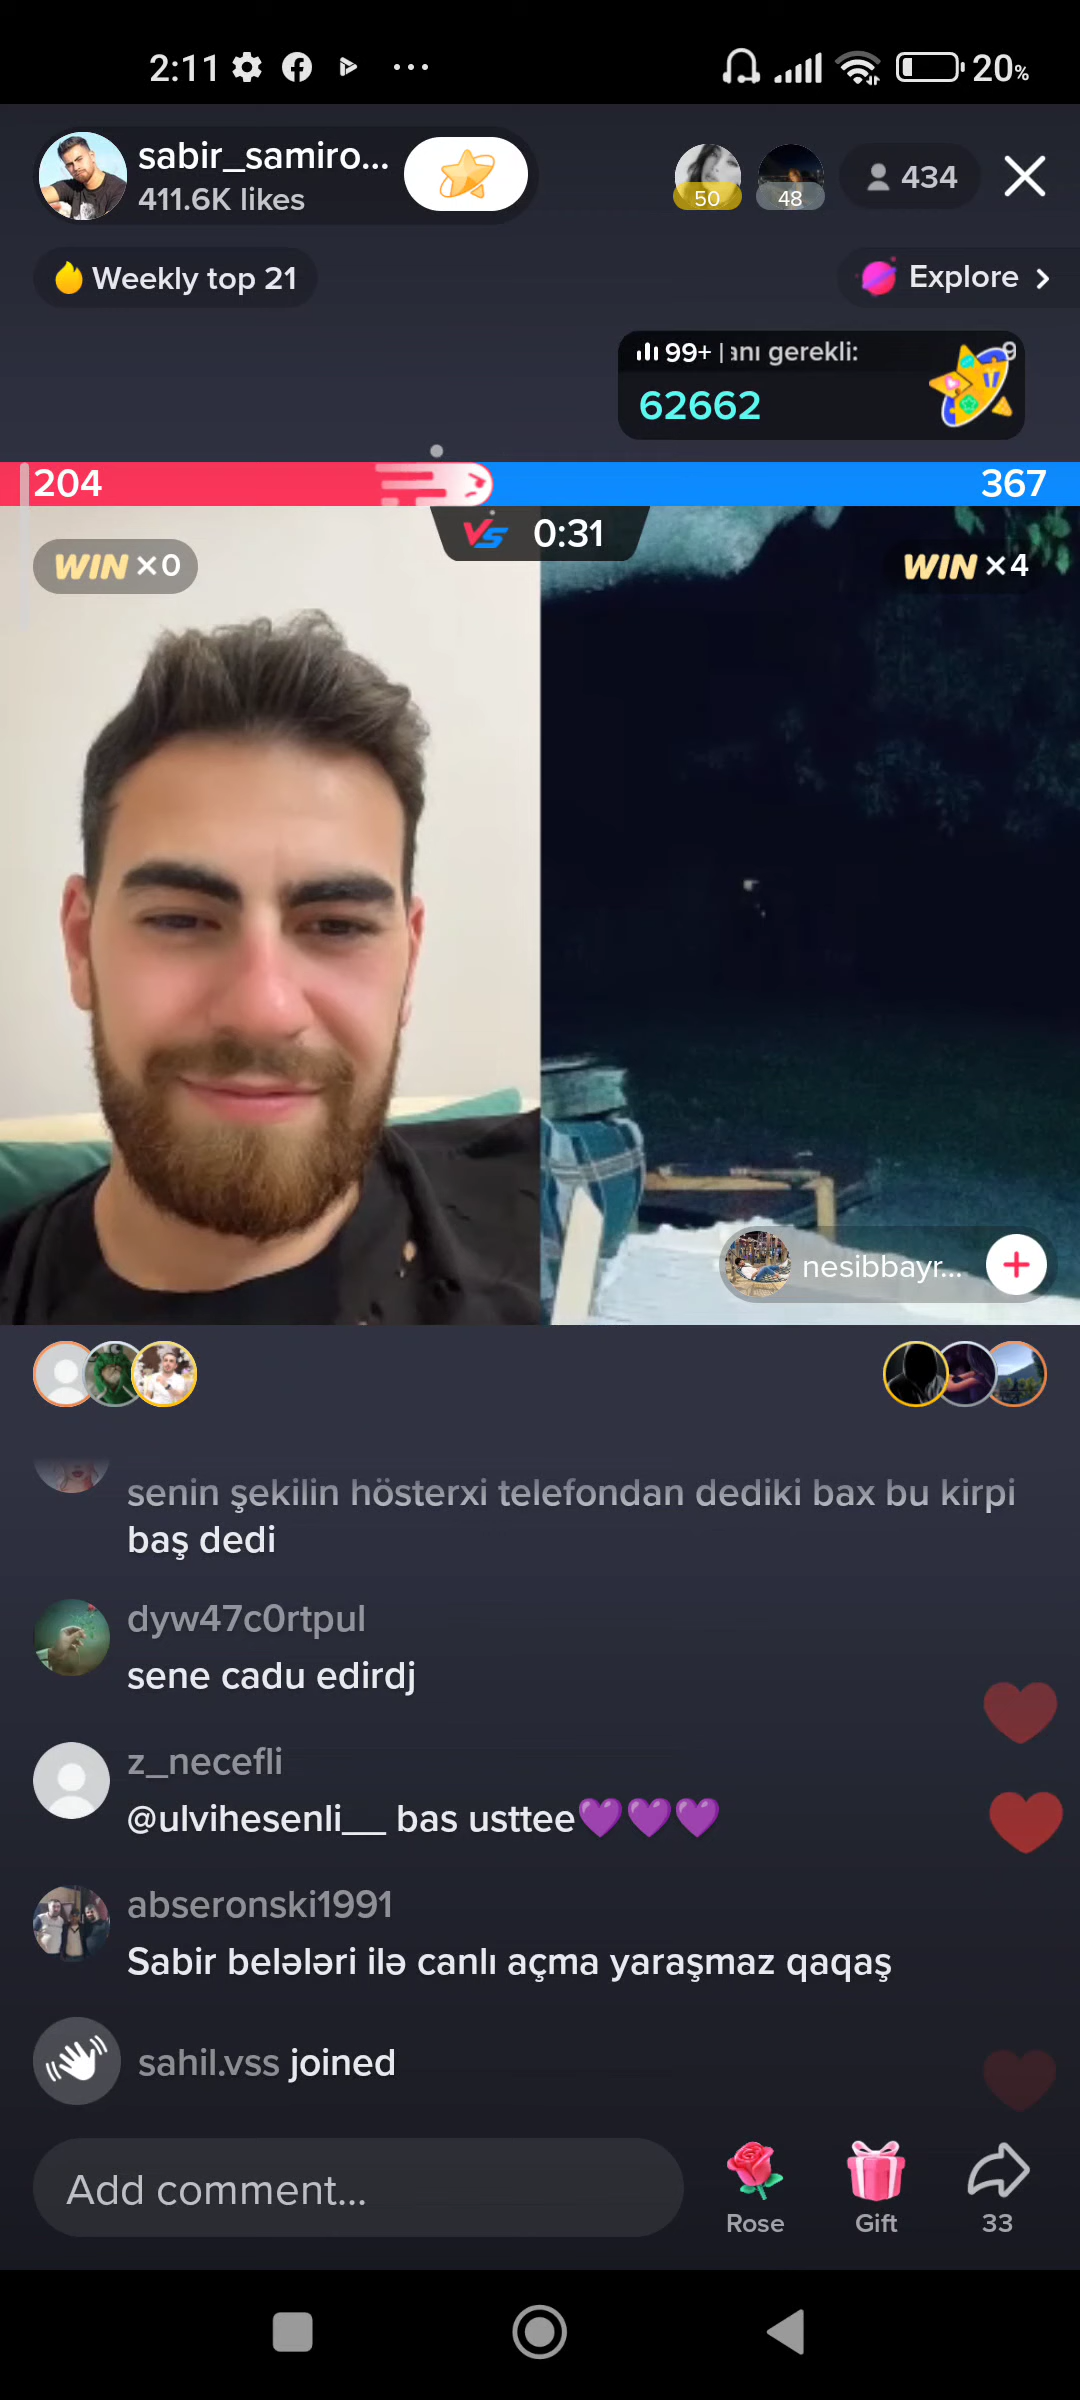 2:11
20%
sabir_samiro...
411.6K likes
50
48
434
Weekly top 21
Explore
99+ | anı gerekli:
62662
204
367
VS 0:31
WIN ×0
WIN ×4
nesibbayr...
senin şekilin hösterxi telefondan dediki bax bu kirpi
baş dedi
dyw47c0rtpul
sene cadu edirdj
z_necefli
@ulvihesenli__ bas usttee💜💜💜
abseronski1991
Sabir belələri ilə canlı açma yaraşmaz qaqaş
sahil.vss joined
Add comment...
Rose
Gift
33